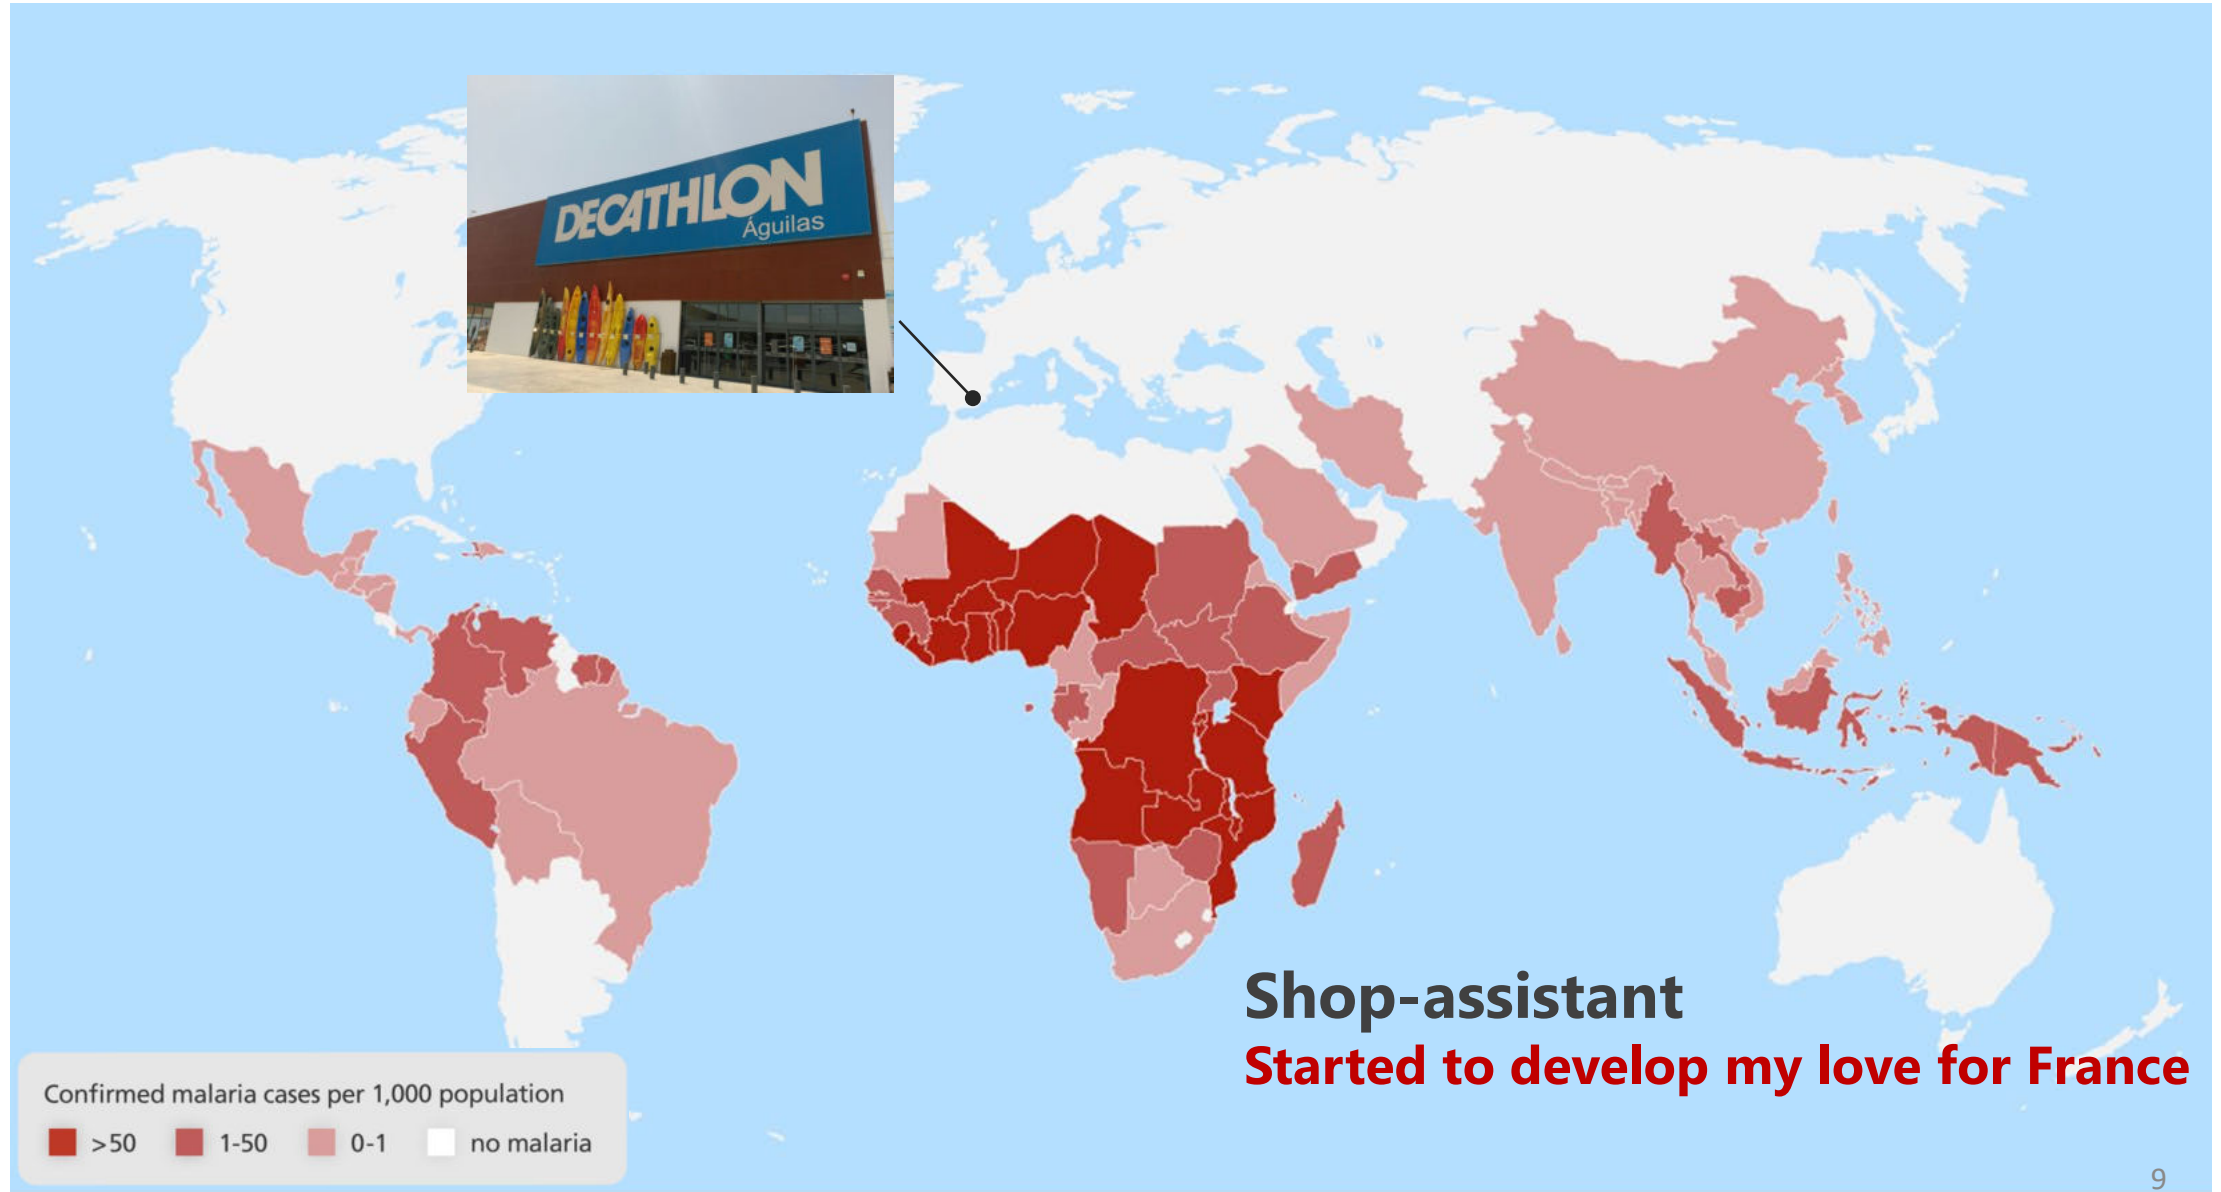 DECATHLON
Águilas
Shop-assistant
Started to develop my love for France
Confirmed malaria cases per 1,000 population
>50 1-50 0-1 no malaria
9